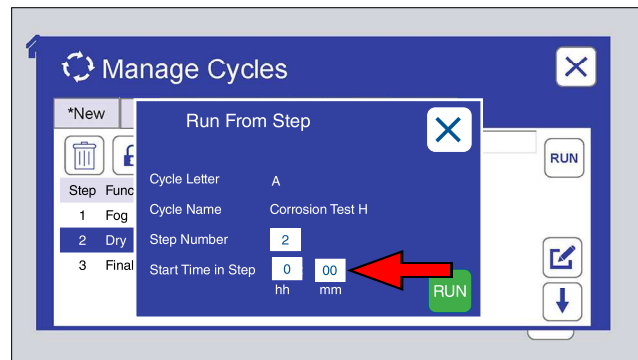 Manage Cycles
*New
Run From Step
RUN
Step Func
Cycle Letter A
1 Fog
Cycle Name Corrosion Test H
2 Dry
Step Number 2
3 Final
Start Time in Step 0 00
hh mm
RUN